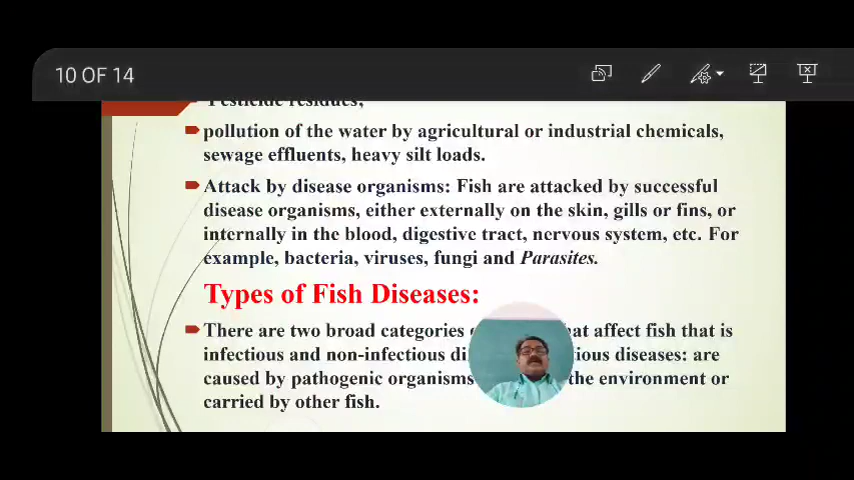 10 OF 14
Pesticide residues;
pollution of the water by agricultural or industrial chemicals,
sewage effluents, heavy silt loads.
Attack by disease organisms: Fish are attacked by successful
disease organisms, either externally on the skin, gills or fins, or
internally in the blood, digestive tract, nervous system, etc. For
example, bacteria, viruses, fungi and Parasites.
Types of Fish Diseases:
There are two broad categories affect fish that is
infectious and non-infectious diseases: are
caused by pathogenic organisms the environment or
carried by other fish.